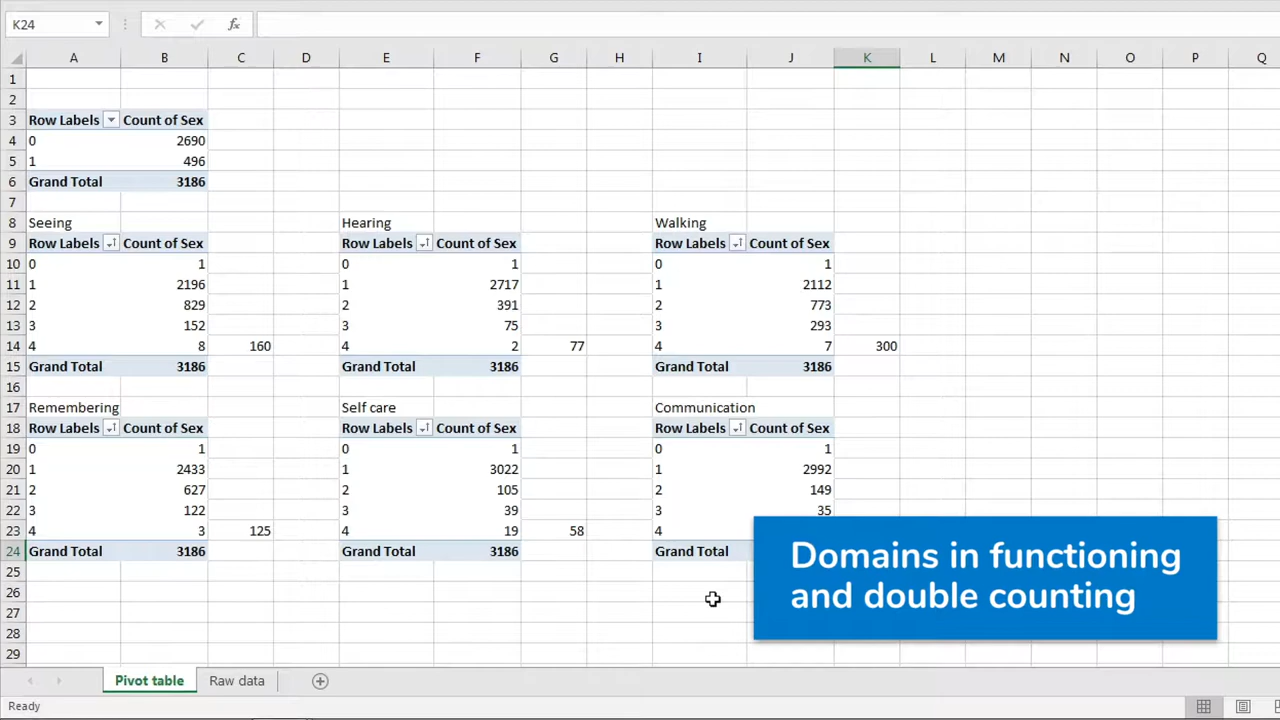 K24
fx
A B C D E F G H I J K L M N O P Q
1
2
3 Row Labels Count of Sex
4 0 2690
5 1 496
6 Grand Total 3186
7
8 Seeing Hearing Walking
9 Row Labels Count of Sex Row Labels Count of Sex Row Labels Count of Sex
10 0 1 0 1 0 1
11 1 2196 1 2717 1 2112
12 2 829 2 391 2 773
13 3 152 3 75 3 293
14 4 8 160 4 2 77 4 7 300
15 Grand Total 3186 Grand Total 3186 Grand Total 3186
16
17 Remembering Self care Communication
18 Row Labels Count of Sex Row Labels Count of Sex Row Labels Count of Sex
19 0 1 0 1 0 1
20 1 2433 1 3022 1 2992
21 2 627 2 105 2 149
22 3 122 3 39 3 35
23 4 3 125 4 19 58 4
24 Grand Total 3186 Grand Total 3186 Grand Total
25
26
27
28
29
Domains in functioning
and double counting
Pivot table Raw data
Ready